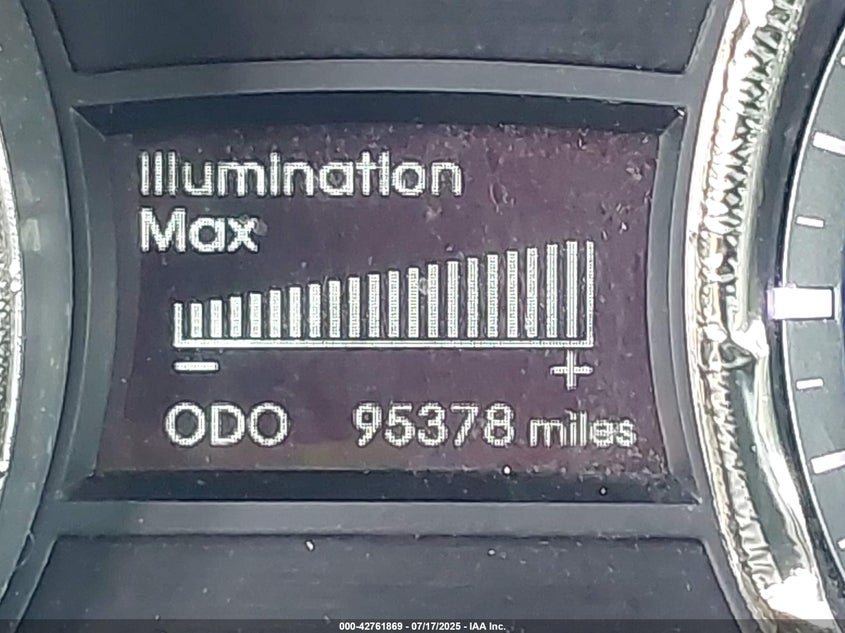 Illumination
Max
− +
ODO 95378 miles
000-42761869 - 07/17/2025 - IAA Inc.